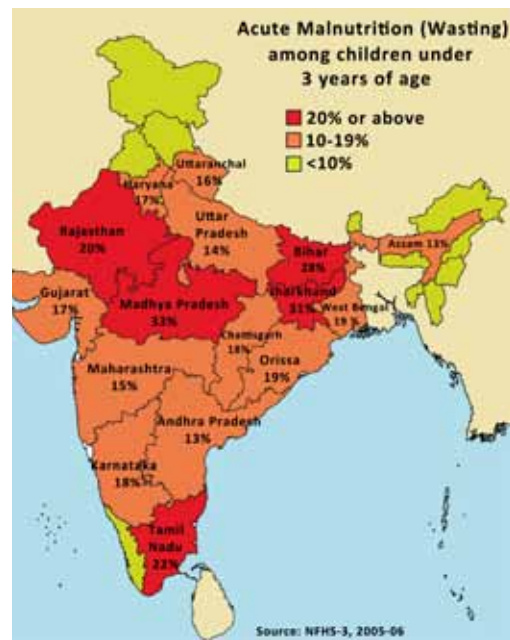 Acute Malnutrition (Wasting)
among children under
3 years of age
20% or above
10-19%
<10%
Uttaranchal
16%
Haryana
17%
Rajasthan
20%
Uttar
Pradesh
14%
Bihar
28%
Assam 13%
Gujarat
17%
Madhya Pradesh
33%
Jharkhand
31%
West Bengal
19 %
Chattisgarh
18%
Orissa
19%
Maharashtra
15%
Andhra Pradesh
13%
Karnataka
18%
Tamil
Nadu
22%
Source: NFHS-3, 2005-06